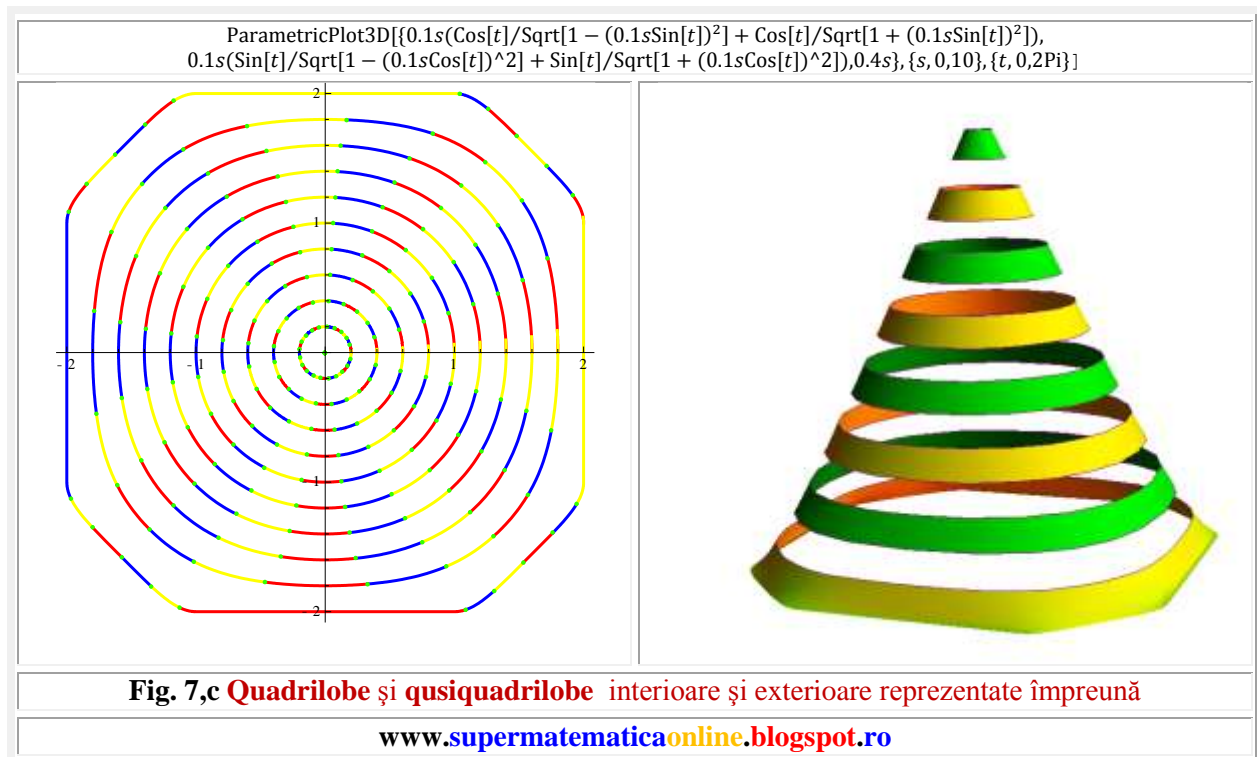 ParametricPlot3D[{0.1s(Cos[t]/Sqrt[1 − (0.1sSin[t])²] + Cos[t]/Sqrt[1 + (0.1sSin[t])²]),
0.1s(Sin[t]/Sqrt[1 − (0.1sCos[t])^2] + Sin[t]/Sqrt[1 + (0.1sCos[t])^2]),0.4s},{s,0,10},{t,0,2Pi}]
2
1
-2
-1
1
2
-1
-2
Fig. 7,c Quadrilobe şi qusiquadrilobe interioare şi exterioare reprezentate împreună
www.supermatematicaonline.blogspot.ro